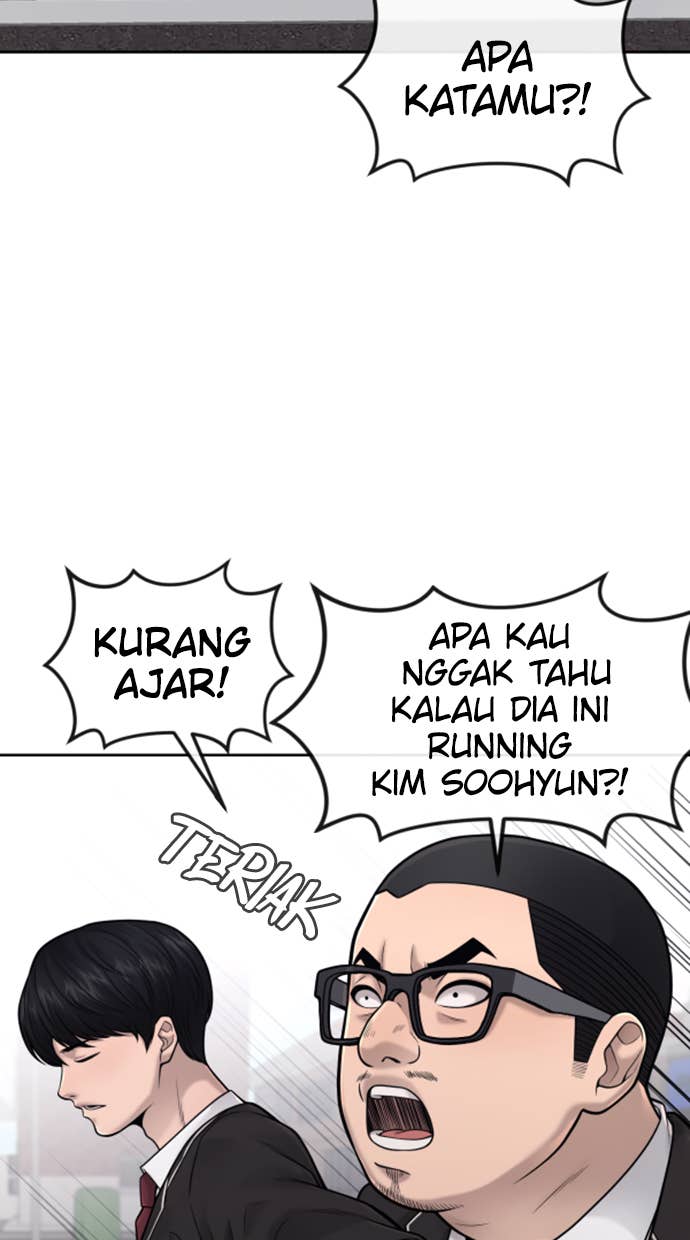 APA
KATAMU?!
KURANG
AJAR!
APA KAU
NGGAK TAHU
KALAU DIA INI
RUNNING
KIM SOOHYUN?!
TERIAK